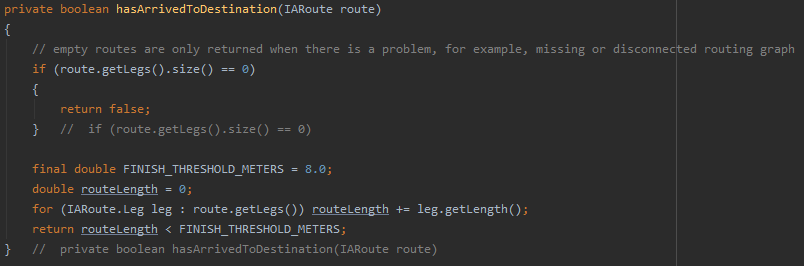 private boolean hasArrivedToDestination(IARoute route)
{
    // empty routes are only returned when there is a problem, for example, missing or disconnected routing graph
    if (route.getLegs().size() == 0)
    {
        return false;
    }   //  if (route.getLegs().size() == 0)

    final double FINISH_THRESHOLD_METERS = 8.0;
    double routeLength = 0;
    for (IARoute.Leg leg : route.getLegs()) routeLength += leg.getLength();
    return routeLength < FINISH_THRESHOLD_METERS;
}   //  private boolean hasArrivedToDestination(IARoute route)